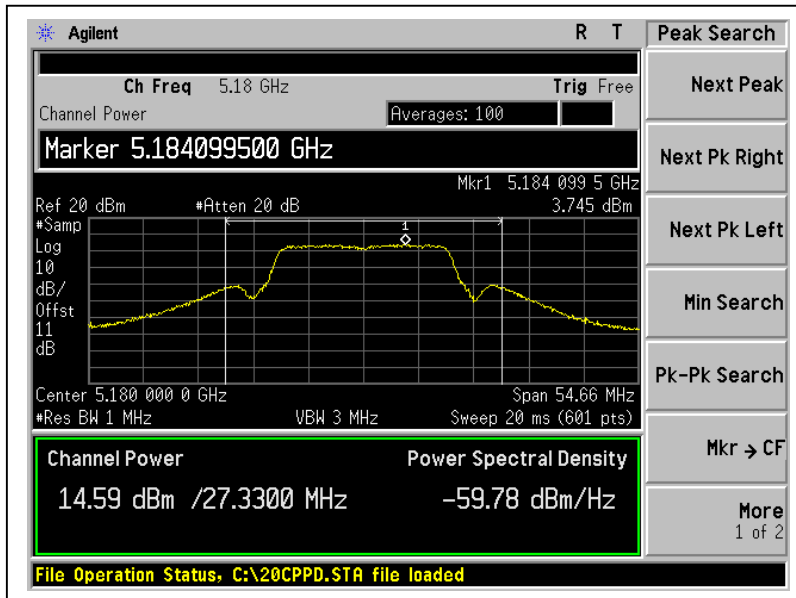 Agilent R T
Ch Freq 5.18 GHz Trig Free
Channel Power Averages: 100
Marker 5.184099500 GHz
Mkr1 5.184 099 5 GHz
Ref 20 dBm #Atten 20 dB 3.745 dBm
#Samp
Log
10
dB/
Offst
11
dB
1
Center 5.180 000 0 GHz Span 54.66 MHz
#Res BW 1 MHz VBW 3 MHz Sweep 20 ms (601 pts)
Channel Power Power Spectral Density
14.59 dBm /27.3300 MHz -59.78 dBm/Hz
File Operation Status, C:\20CPPD.STA file loaded
Peak Search
Next Peak
Next Pk Right
Next Pk Left
Min Search
Pk-Pk Search
Mkr → CF
More
1 of 2